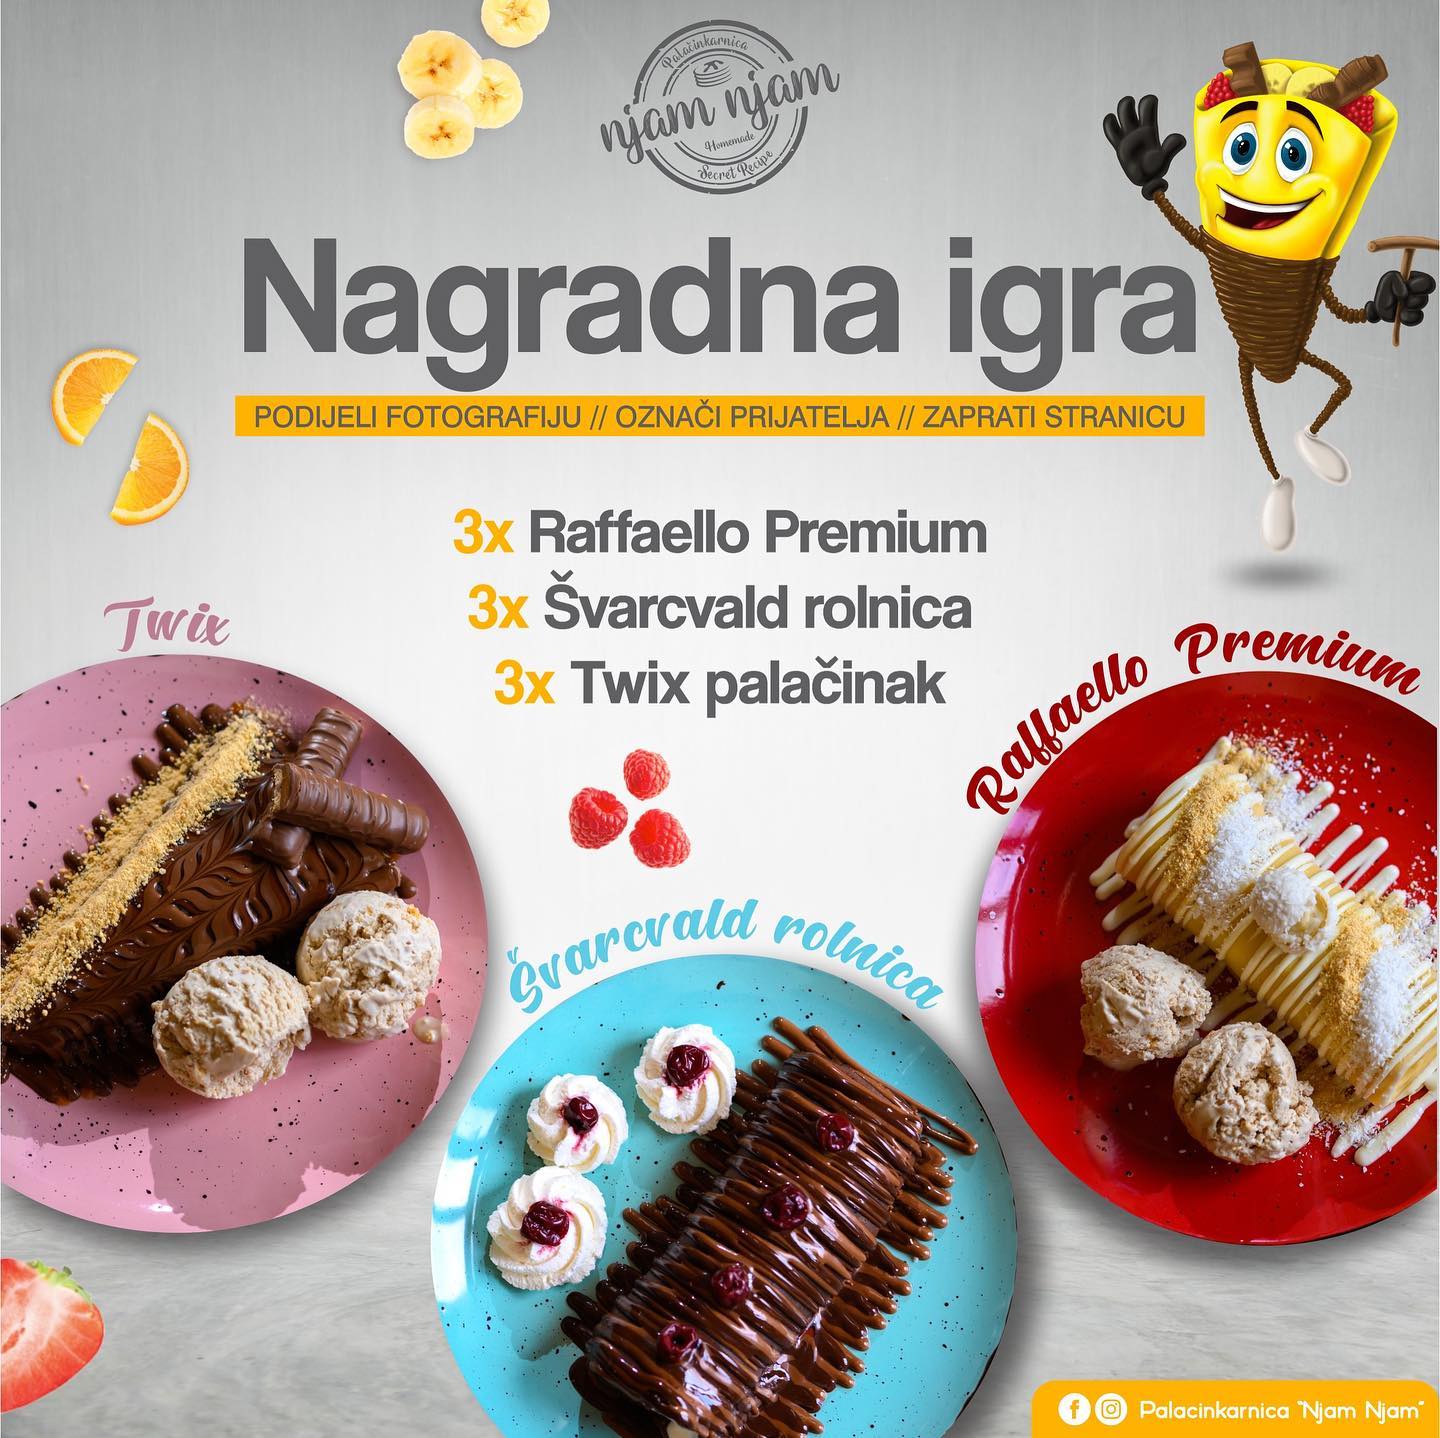 Palačinkarnica
njam njam
Homemade
Secret Recipe
Nagradna igra
PODIJELI FOTOGRAFIJU // OZNAČI PRIJATELJA // ZAPRATI STRANICU
3x Raffaello Premium
3x Švarcvald rolnica
3x Twix palačinak
Twix
Raffaello Premium
Švarcvald rolnica
Palacinkarnica "Njam Njam"